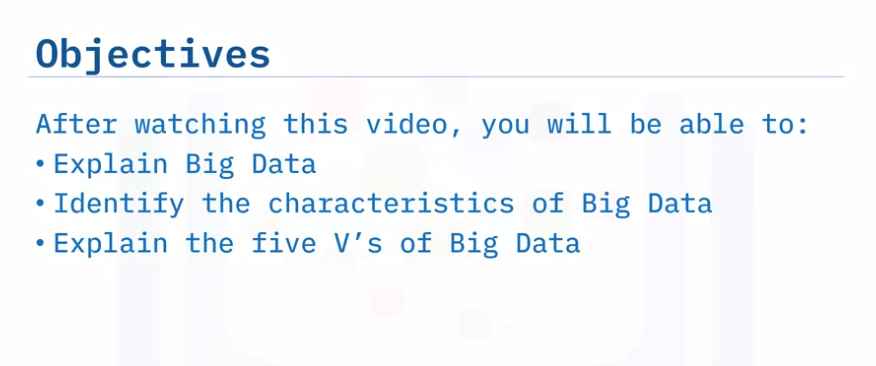 Objectives
After watching this video, you will be able to:
• Explain Big Data
• Identify the characteristics of Big Data
• Explain the five V’s of Big Data